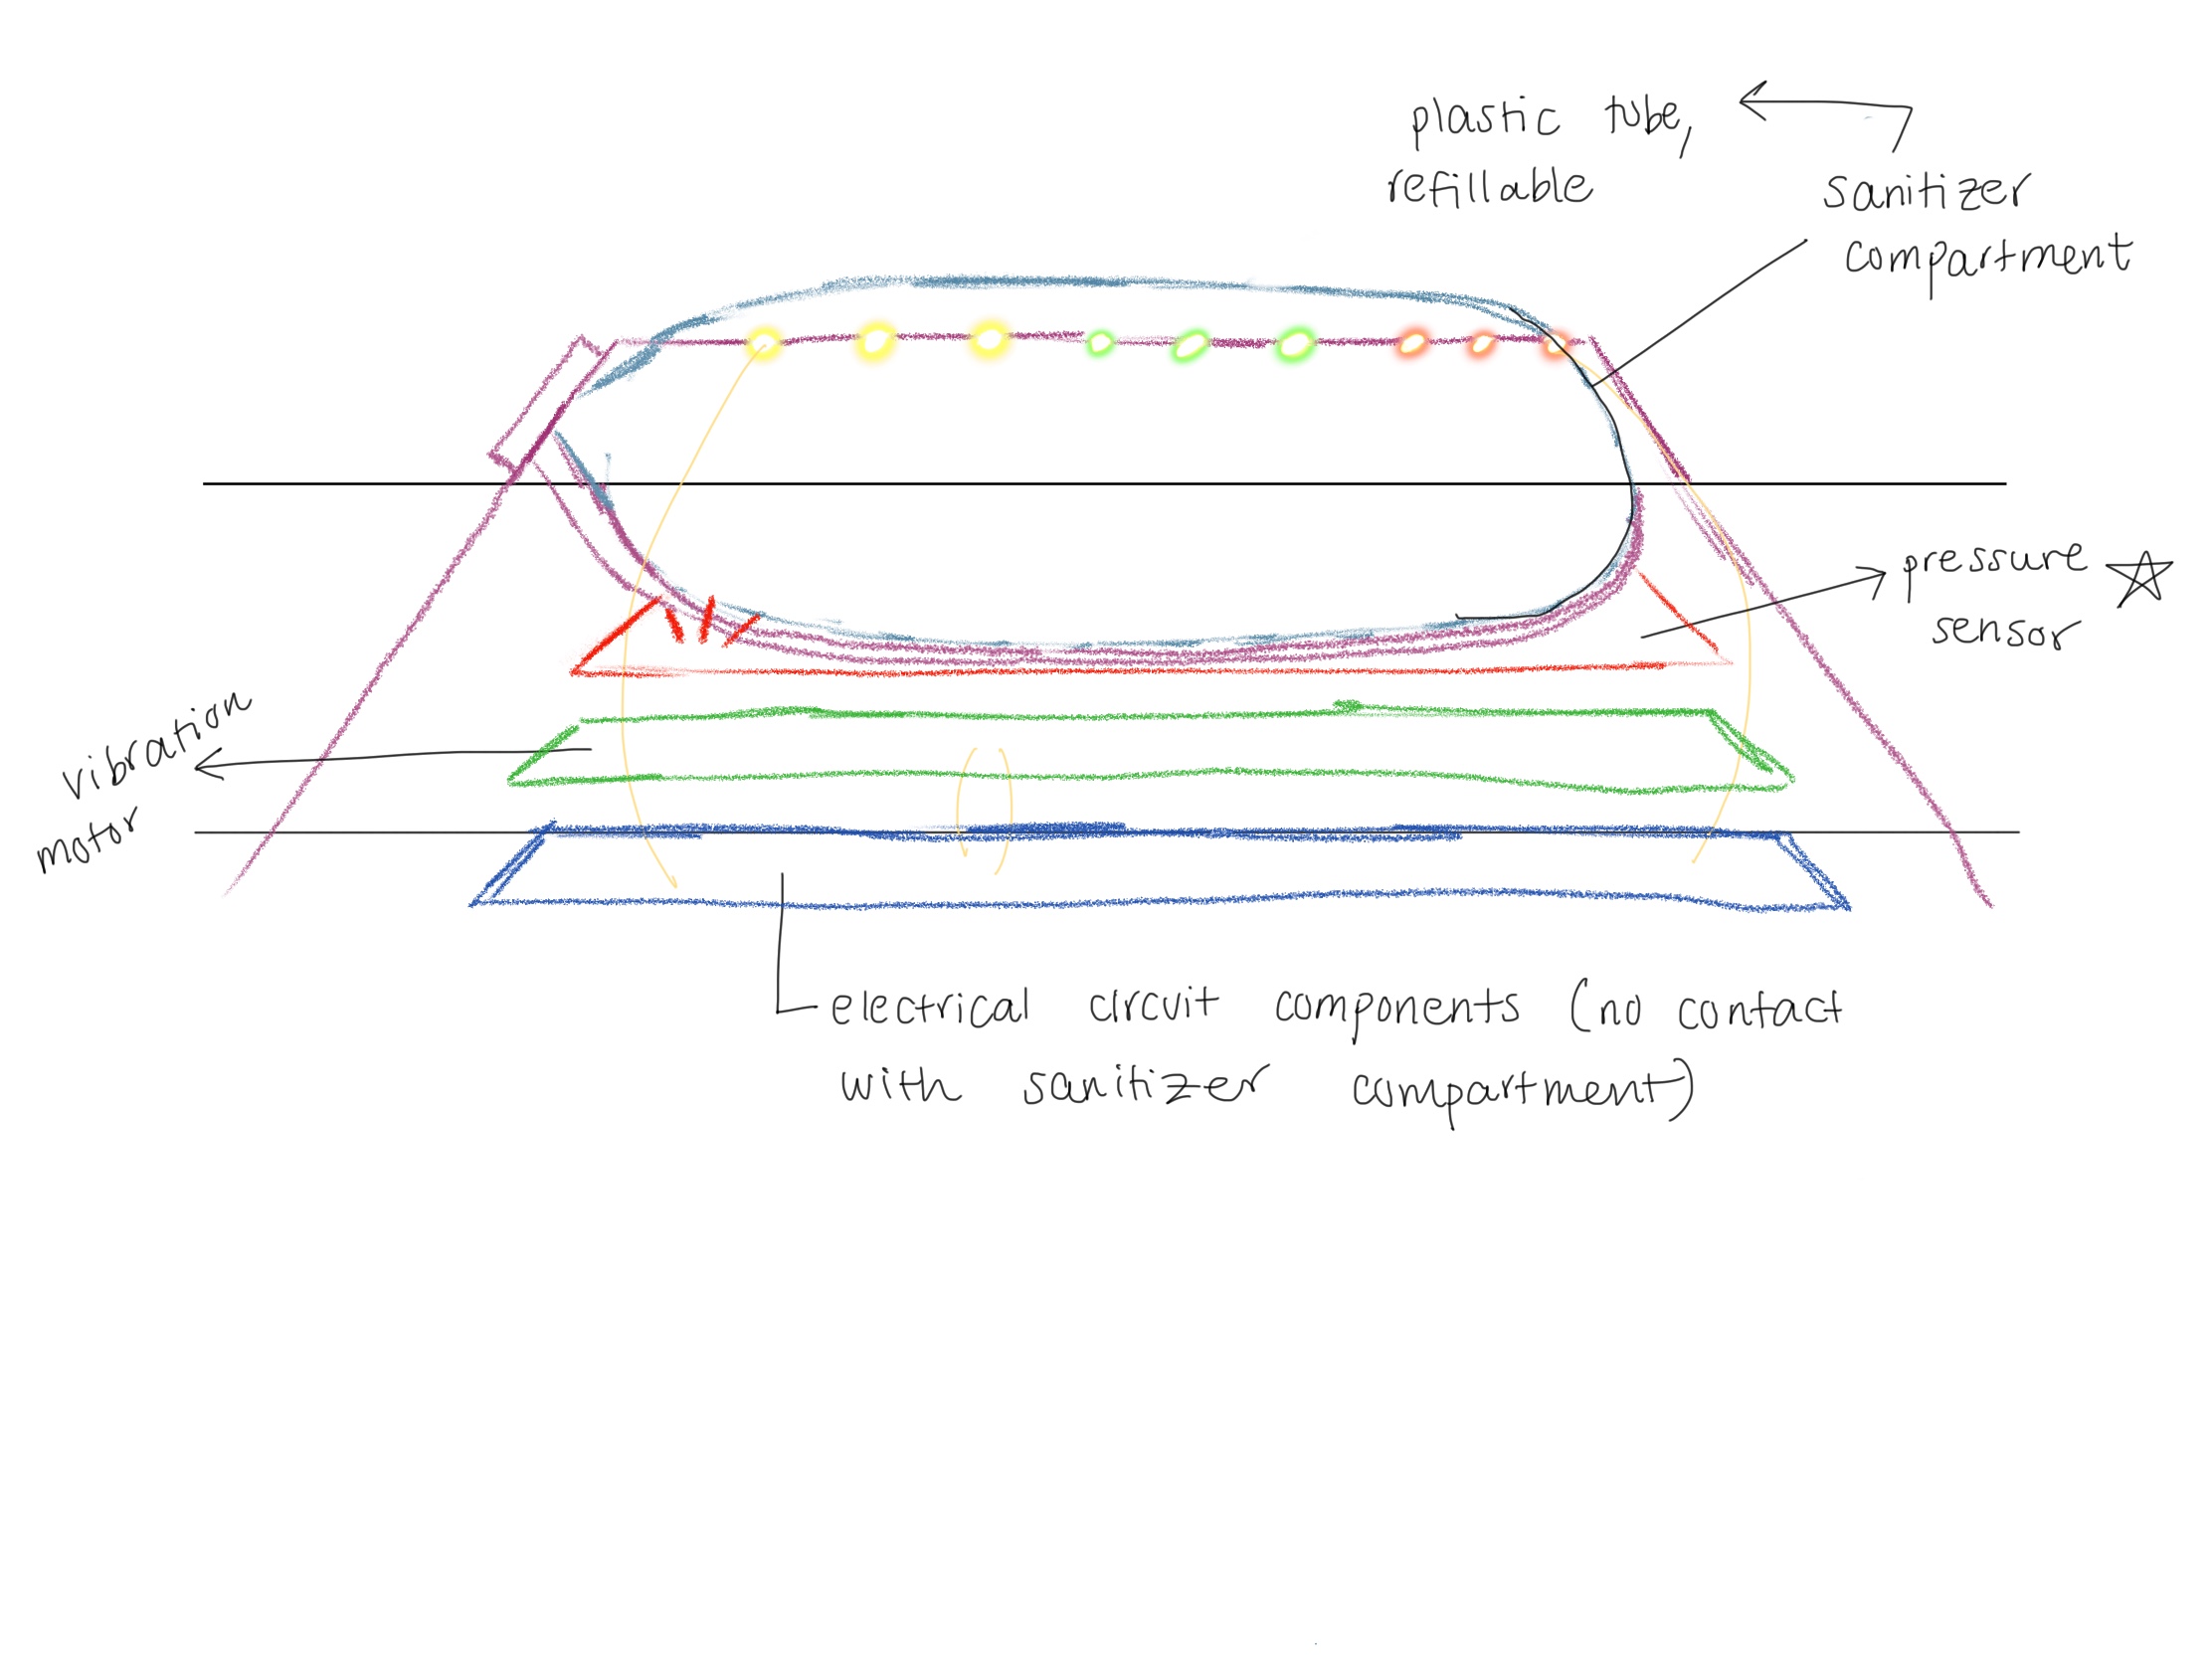 plastic tube,
refillable
sanitizer
compartment
pressure
sensor
vibration
motor
electrical circuit components (no contact
with sanitizer compartment)